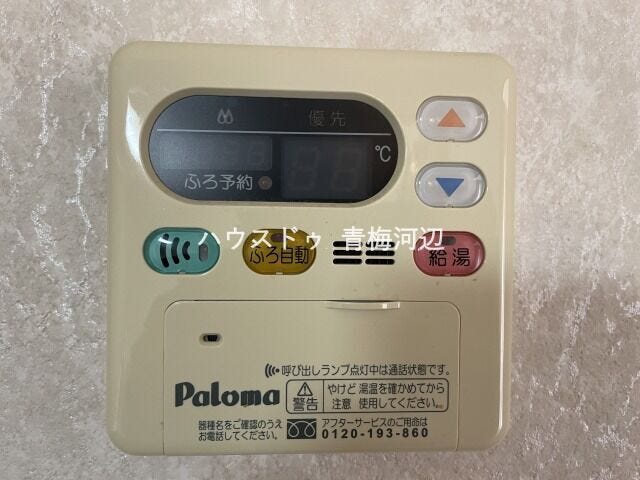 優先
88 88 ℃
ふろ予約
ハウスドゥ 青梅河辺
ふろ自動
給湯
呼び出しランプ点灯中は通話状態です。
Paloma
警告
やけど 湯温を確かめてから
注意 使用してください。
器種名をご確認のうえ
お電話してください。
アフターサービスのご用命は
0120-193-860